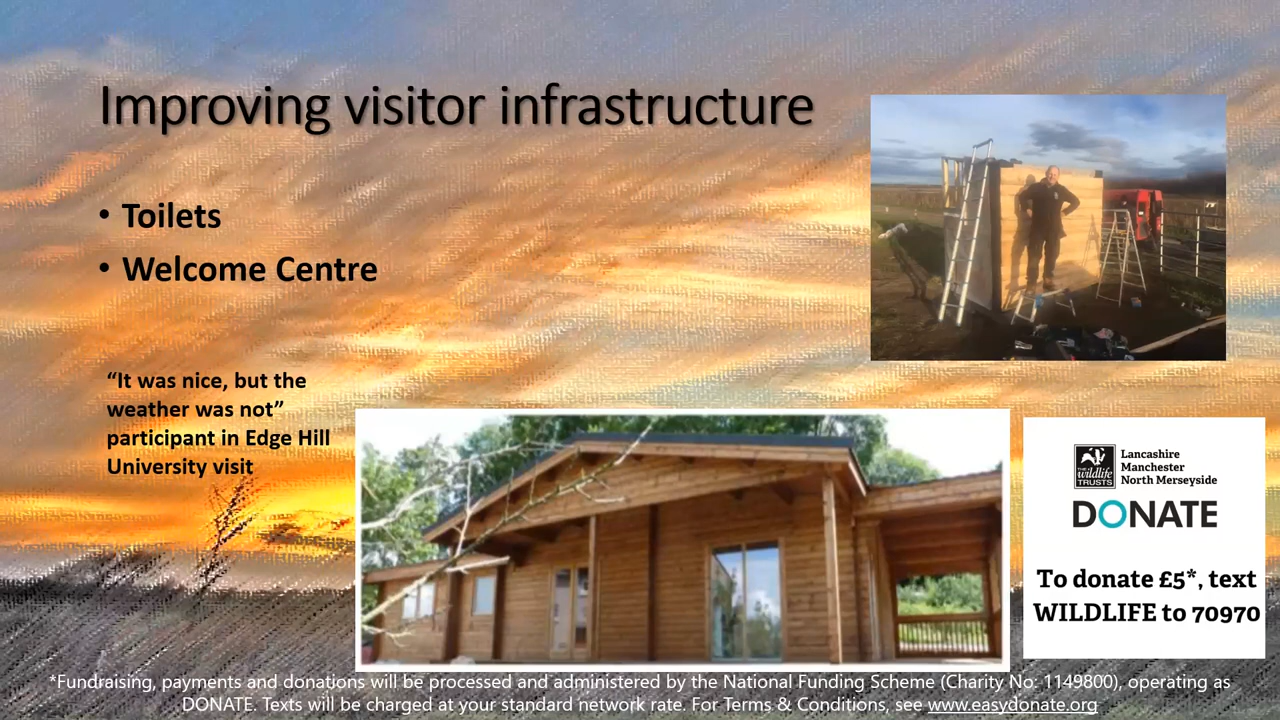 Improving visitor infrastructure
• Toilets
• Welcome Centre
“It was nice, but the
weather was not”
participant in Edge Hill
University visit
THE
wildlife
TRUSTS
Lancashire
Manchester
North Merseyside
DONATE
To donate £5*, text
WILDLIFE to 70970
*Fundraising, payments and donations will be processed and administered by the National Funding Scheme (Charity No: 1149800), operating as
DONATE. Texts will be charged at your standard network rate. For Terms & Conditions, see www.easydonate.org